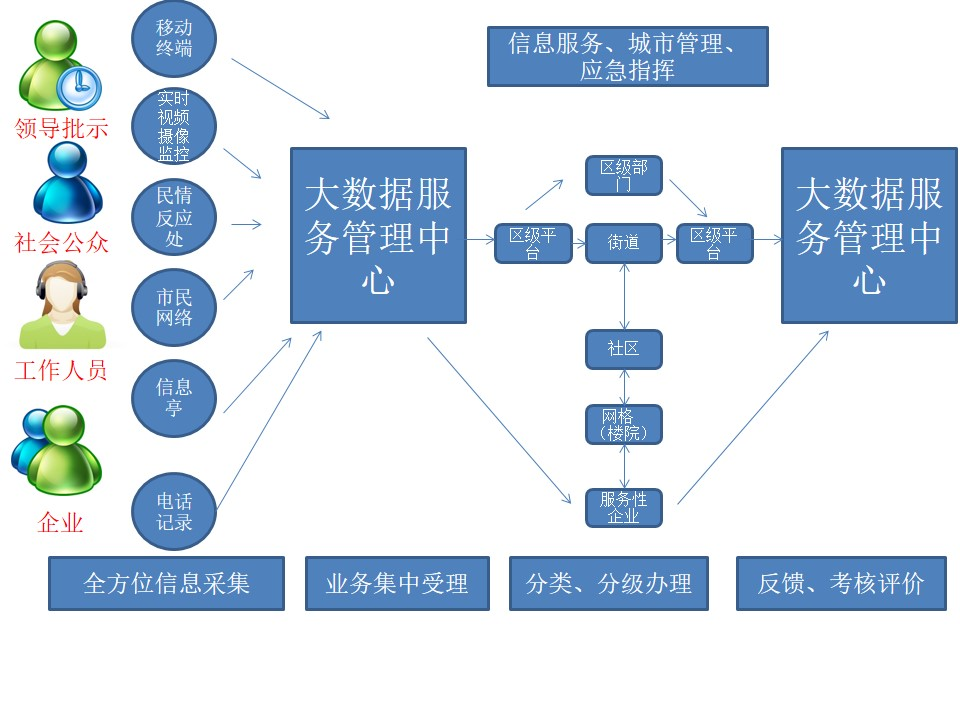 领导批示
社会公众
工作人员
企业
移动
终端
实时
视频
摄像
监控
民情
反应
处
市民
网络
信息
亭
电话
记录
信息服务、城市管理、
应急指挥
大数据服
务管理中
心
区级平
台
区级部
门
街道
区级平
台
社区
网格
（楼院）
服务性
企业
大数据服
务管理中
心
全方位信息采集
业务集中受理
分类、分级办理
反馈、考核评价